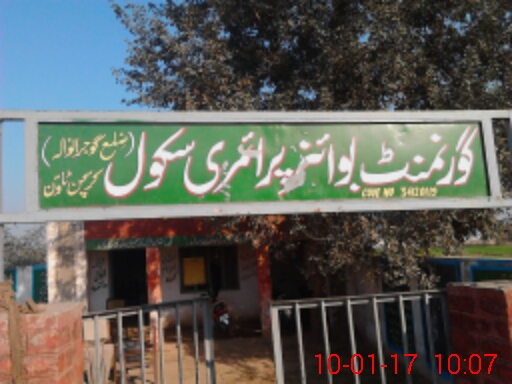 گورنمنٹ بوائز پرائمری سکول
(ضلع گوجرانوالہ)
کرسچن ٹاؤن
CODE NO
10-01-17 10:07